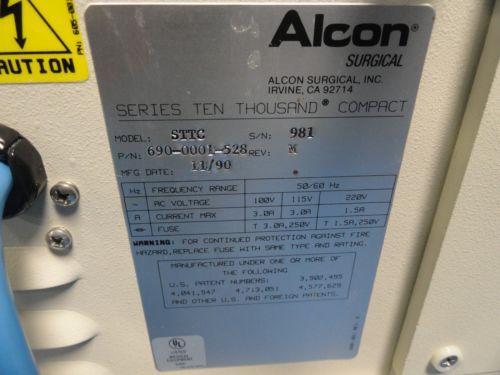 CAUTION
Alcon®
SURGICAL
ALCON SURGICAL, INC.
IRVINE, CA 92714
SERIES TEN THOUSAND® COMPACT
MODEL: STTC S/N: 981
P/N: 690-0001-528 REV: M
MFG DATE: 11/90
Hz FREQUENCY RANGE 50/60 Hz
~ AC VOLTAGE 100V 115V 220V
A CURRENT MAX 3.0A 3.0A 1.5A
FUSE T 3.0A,250V T 1.5A,250V
WARNING: FOR CONTINUED PROTECTION AGAINST FIRE
HAZARD,REPLACE FUSE WITH SAME TYPE AND RATING.
MANUFACTURED UNDER ONE OR MORE OF
THE FOLLOWING
U.S. PATENT NUMBERS: 3,902,495
4,041,947 4,713,051 4,577,629
AND OTHER U.S. AND FOREIGN PATENTS.
UL
LISTED